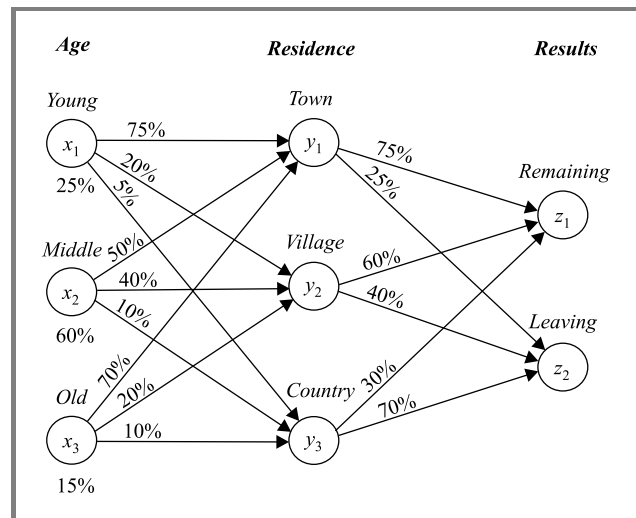 Age Residence Results
Young Town
x1 75% y1 75%
20% 25% Remaining
25% 5% z1
Middle 50% Village 60%
x2 40% y2 40% Leaving
60% 10% z2
Old 70% Country 30%
20% 70%
x3 10% y3
15%